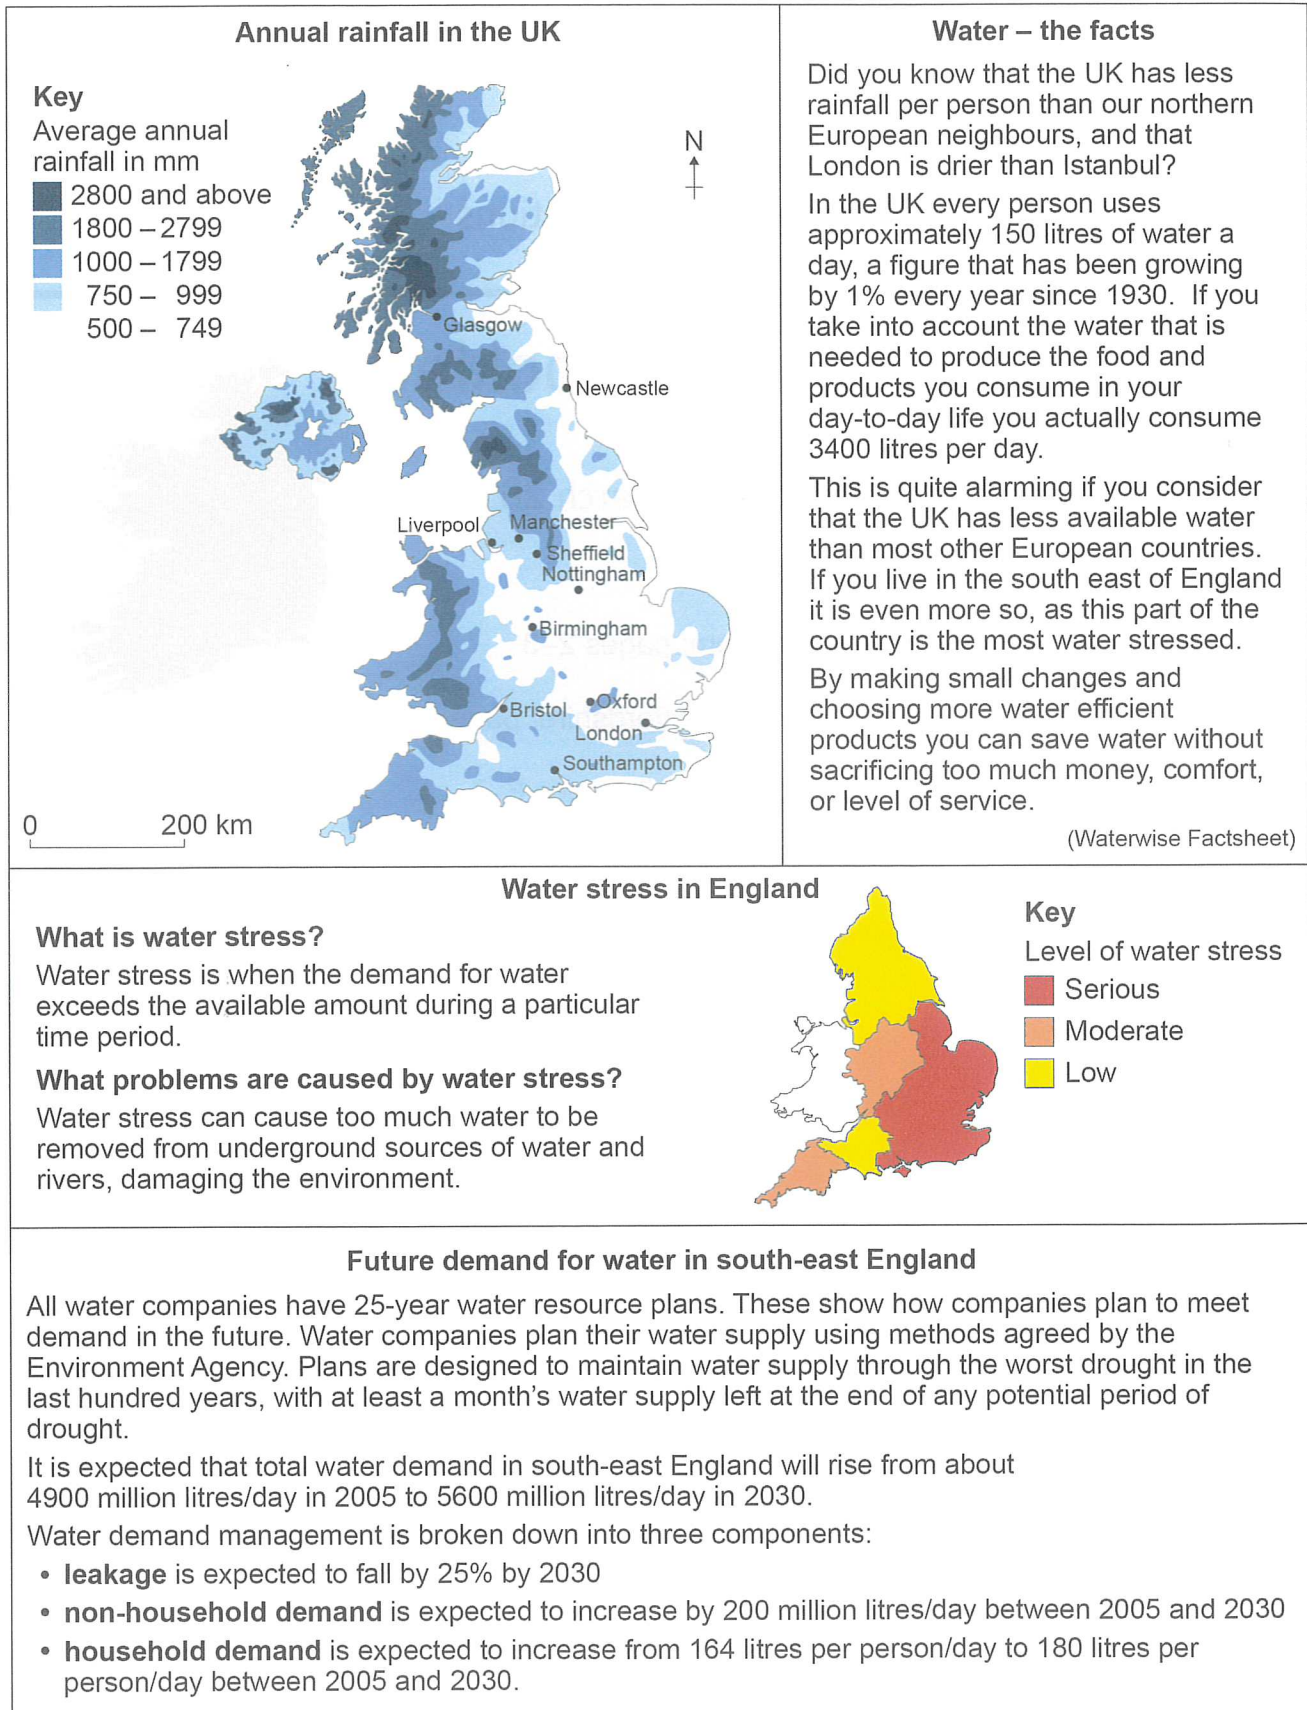 Annual rainfall in the UK
Key
Average annual
rainfall in mm
2800 and above
1800 – 2799
1000 – 1799
750 – 999
500 – 749
N
Glasgow
Newcastle
Liverpool
Manchester
Sheffield
Nottingham
Birmingham
Oxford
Bristol
London
Southampton
0 200 km
Water – the facts
Did you know that the UK has less
rainfall per person than our northern
European neighbours, and that
London is drier than Istanbul?
In the UK every person uses
approximately 150 litres of water a
day, a figure that has been growing
by 1% every year since 1930. If you
take into account the water that is
needed to produce the food and
products you consume in your
day-to-day life you actually consume
3400 litres per day.
This is quite alarming if you consider
that the UK has less available water
than most other European countries.
If you live in the south east of England
it is even more so, as this part of the
country is the most water stressed.
By making small changes and
choosing more water efficient
products you can save water without
sacrificing too much money, comfort,
or level of service.
(Waterwise Factsheet)
Water stress in England
What is water stress?
Water stress is when the demand for water
exceeds the available amount during a particular
time period.
What problems are caused by water stress?
Water stress can cause too much water to be
removed from underground sources of water and
rivers, damaging the environment.
Key
Level of water stress
Serious
Moderate
Low
Future demand for water in south-east England
All water companies have 25-year water resource plans. These show how companies plan to meet
demand in the future. Water companies plan their water supply using methods agreed by the
Environment Agency. Plans are designed to maintain water supply through the worst drought in the
last hundred years, with at least a month's water supply left at the end of any potential period of
drought.
It is expected that total water demand in south-east England will rise from about
4900 million litres/day in 2005 to 5600 million litres/day in 2030.
Water demand management is broken down into three components:
• leakage is expected to fall by 25% by 2030
• non-household demand is expected to increase by 200 million litres/day between 2005 and 2030
• household demand is expected to increase from 164 litres per person/day to 180 litres per
person/day between 2005 and 2030.